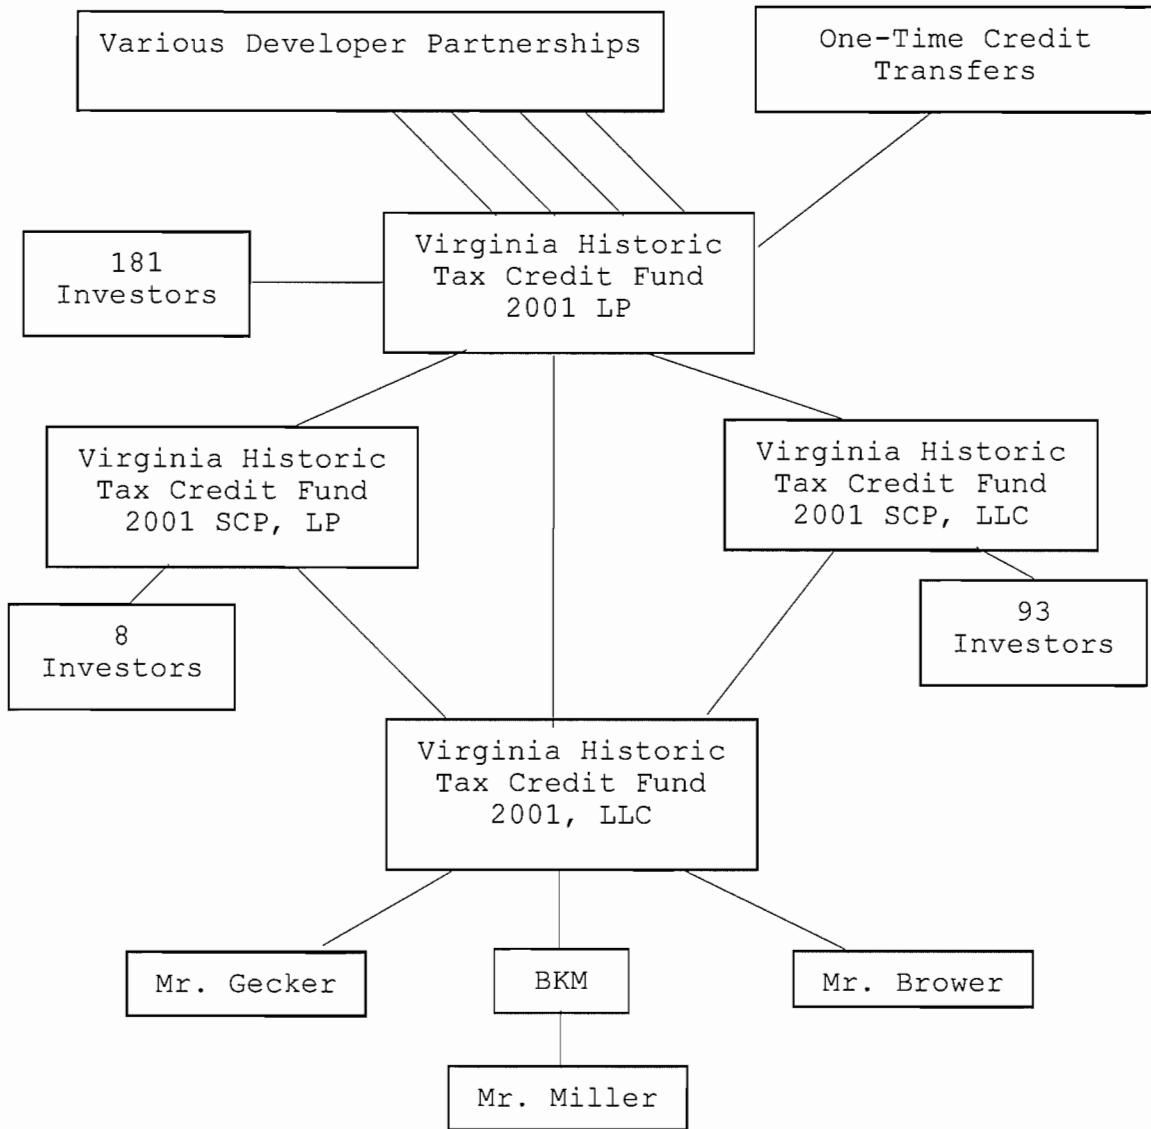 Various Developer Partnerships
One-Time Credit
Transfers
Virginia Historic
Tax Credit Fund
2001 LP
181
Investors
Virginia Historic
Tax Credit Fund
2001 SCP, LP
Virginia Historic
Tax Credit Fund
2001 SCP, LLC
8
Investors
93
Investors
Virginia Historic
Tax Credit Fund
2001, LLC
Mr. Gecker
BKM
Mr. Brower
Mr. Miller